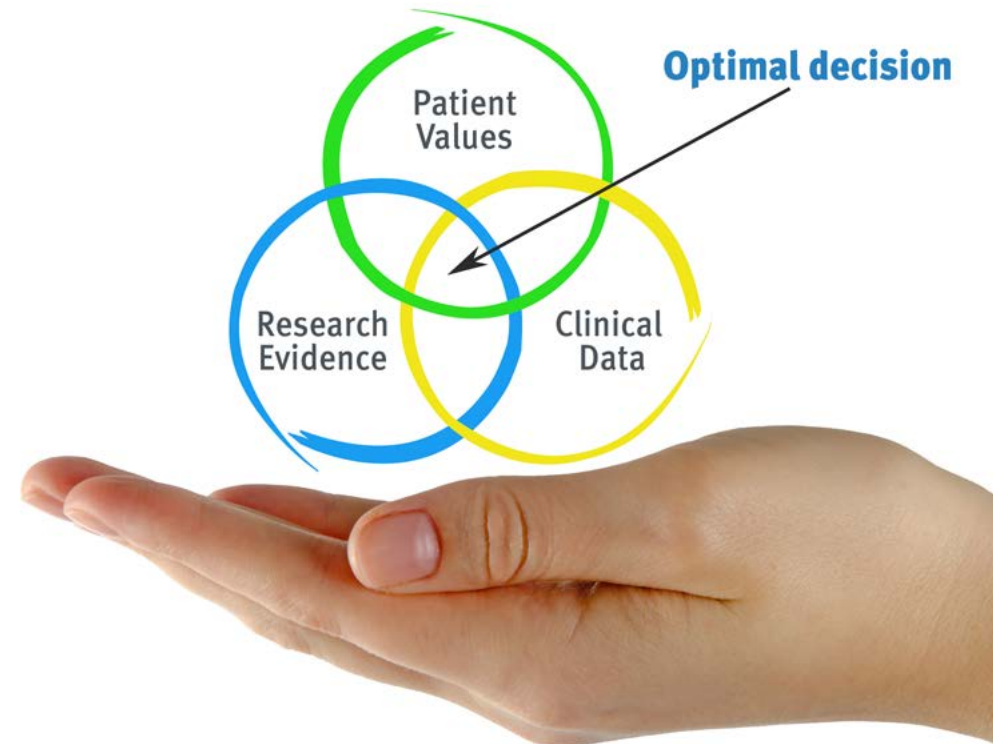 Optimal decision
Patient
Values
Research
Evidence
Clinical
Data